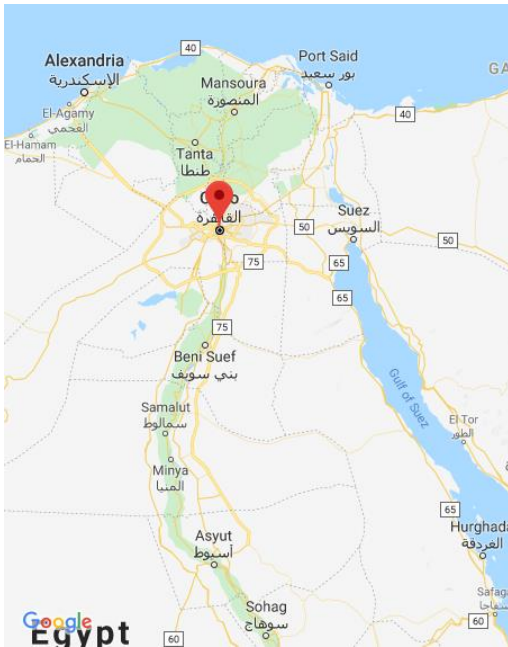 40
Port Said
بور سعيد
GA
Alexandria
الإسكندرية
Mansoura
المنصورة
El-Agamy
العجمي
40
El-Hamam
الحمام
Tanta
طنطا
القاهرة
50
Suez
السويس
50
75
65
65
75
Beni Suef
بني سويف
Gulf of Suez
Samalut
سمالوط
El Tor
الطور
Minya
المنيا
65
Hurghada
الغردقة
Asyut
أسيوط
Safaga
سفاجا
Sohag
سوهاج
60
60
Google
Egypt